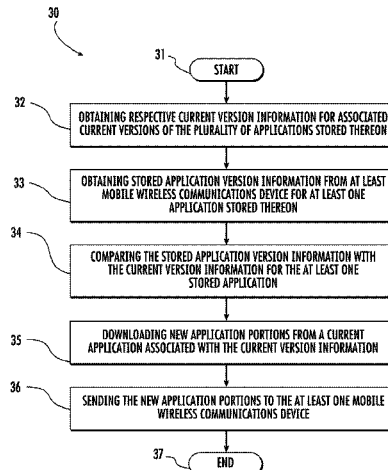 30
31
START
32
OBTAINING RESPECTIVE CURRENT VERSION INFORMATION FOR ASSOCIATED
CURRENT VERSIONS OF THE PLURALITY OF APPLICATIONS STORED THEREON
33
OBTAINING STORED APPLICATION VERSION INFORMATION FROM AT LEAST
MOBILE WIRELESS COMMUNICATIONS DEVICE FOR AT LEAST ONE
APPLICATION STORED THEREON
34
COMPARING THE STORED APPLICATION VERSION INFORMATION WITH
THE CURRENT VERSION INFORMATION FOR THE AT LEAST ONE
STORED APPLICATION
35
DOWNLOADING NEW APPLICATION PORTIONS FROM A CURRENT
APPLICATION ASSOCIATED WITH THE CURRENT VERSION INFORMATION
36
SENDING THE NEW APPLICATION PORTIONS TO THE AT LEAST ONE MOBILE
WIRELESS COMMUNICATIONS DEVICE
37
END